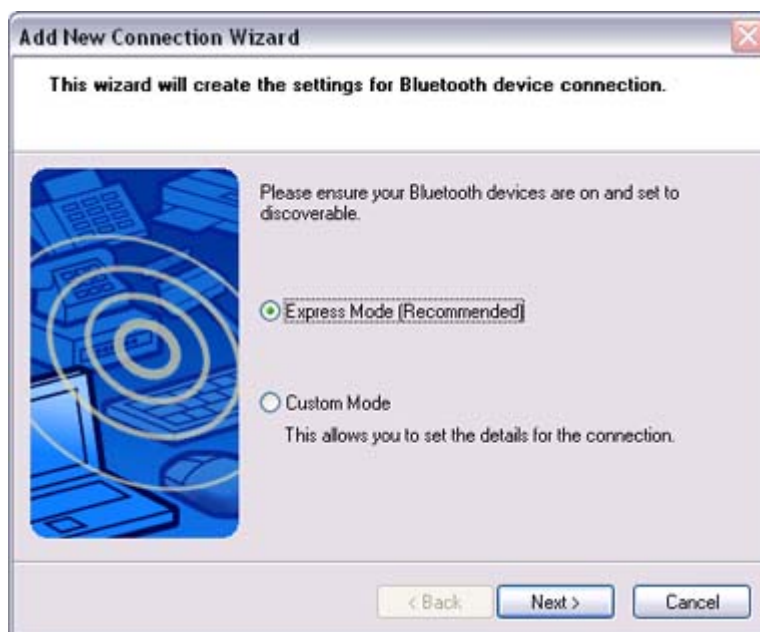 Add New Connection Wizard
This wizard will create the settings for Bluetooth device connection.
Please ensure your Bluetooth devices are on and set to
discoverable.
Express Mode (Recommended)
Custom Mode
This allows you to set the details for the connection.
< Back
Next >
Cancel